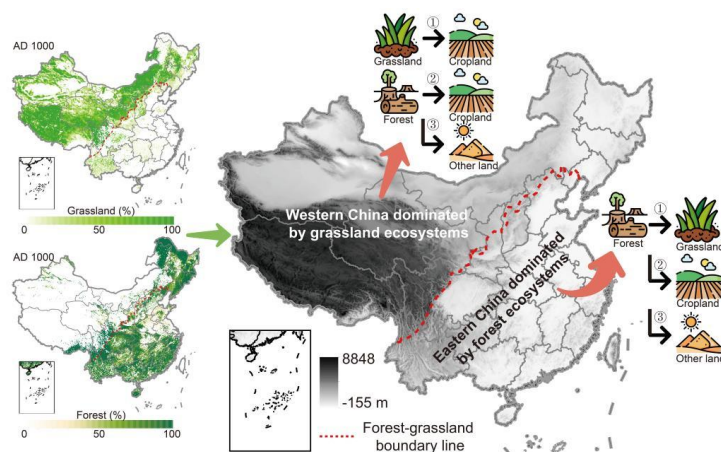 AD 1000
Grassland (%)
0 50 100
AD 1000
Forest (%)
0 50 100
①
Grassland
Cropland
②
Forest
Cropland
③
Other land
Western China dominated
by grassland ecosystems
Eastern China dominated
by forest ecosystems
①
Forest
Grassland
②
Cropland
③
Other land
8848
-155 m
Forest-grassland
boundary line